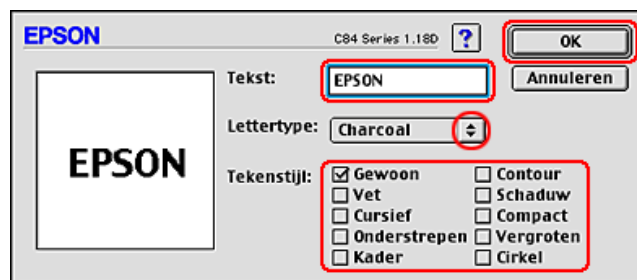 EPSON C84 Series 1.18D ? OK
Tekst: EPSON Annuleren
Lettertype: Charcoal
EPSON
Tekenstijl: Gewoon Contour
Vet Schaduw
Cursief Compact
Onderstrepen Vergroten
Kader Cirkel